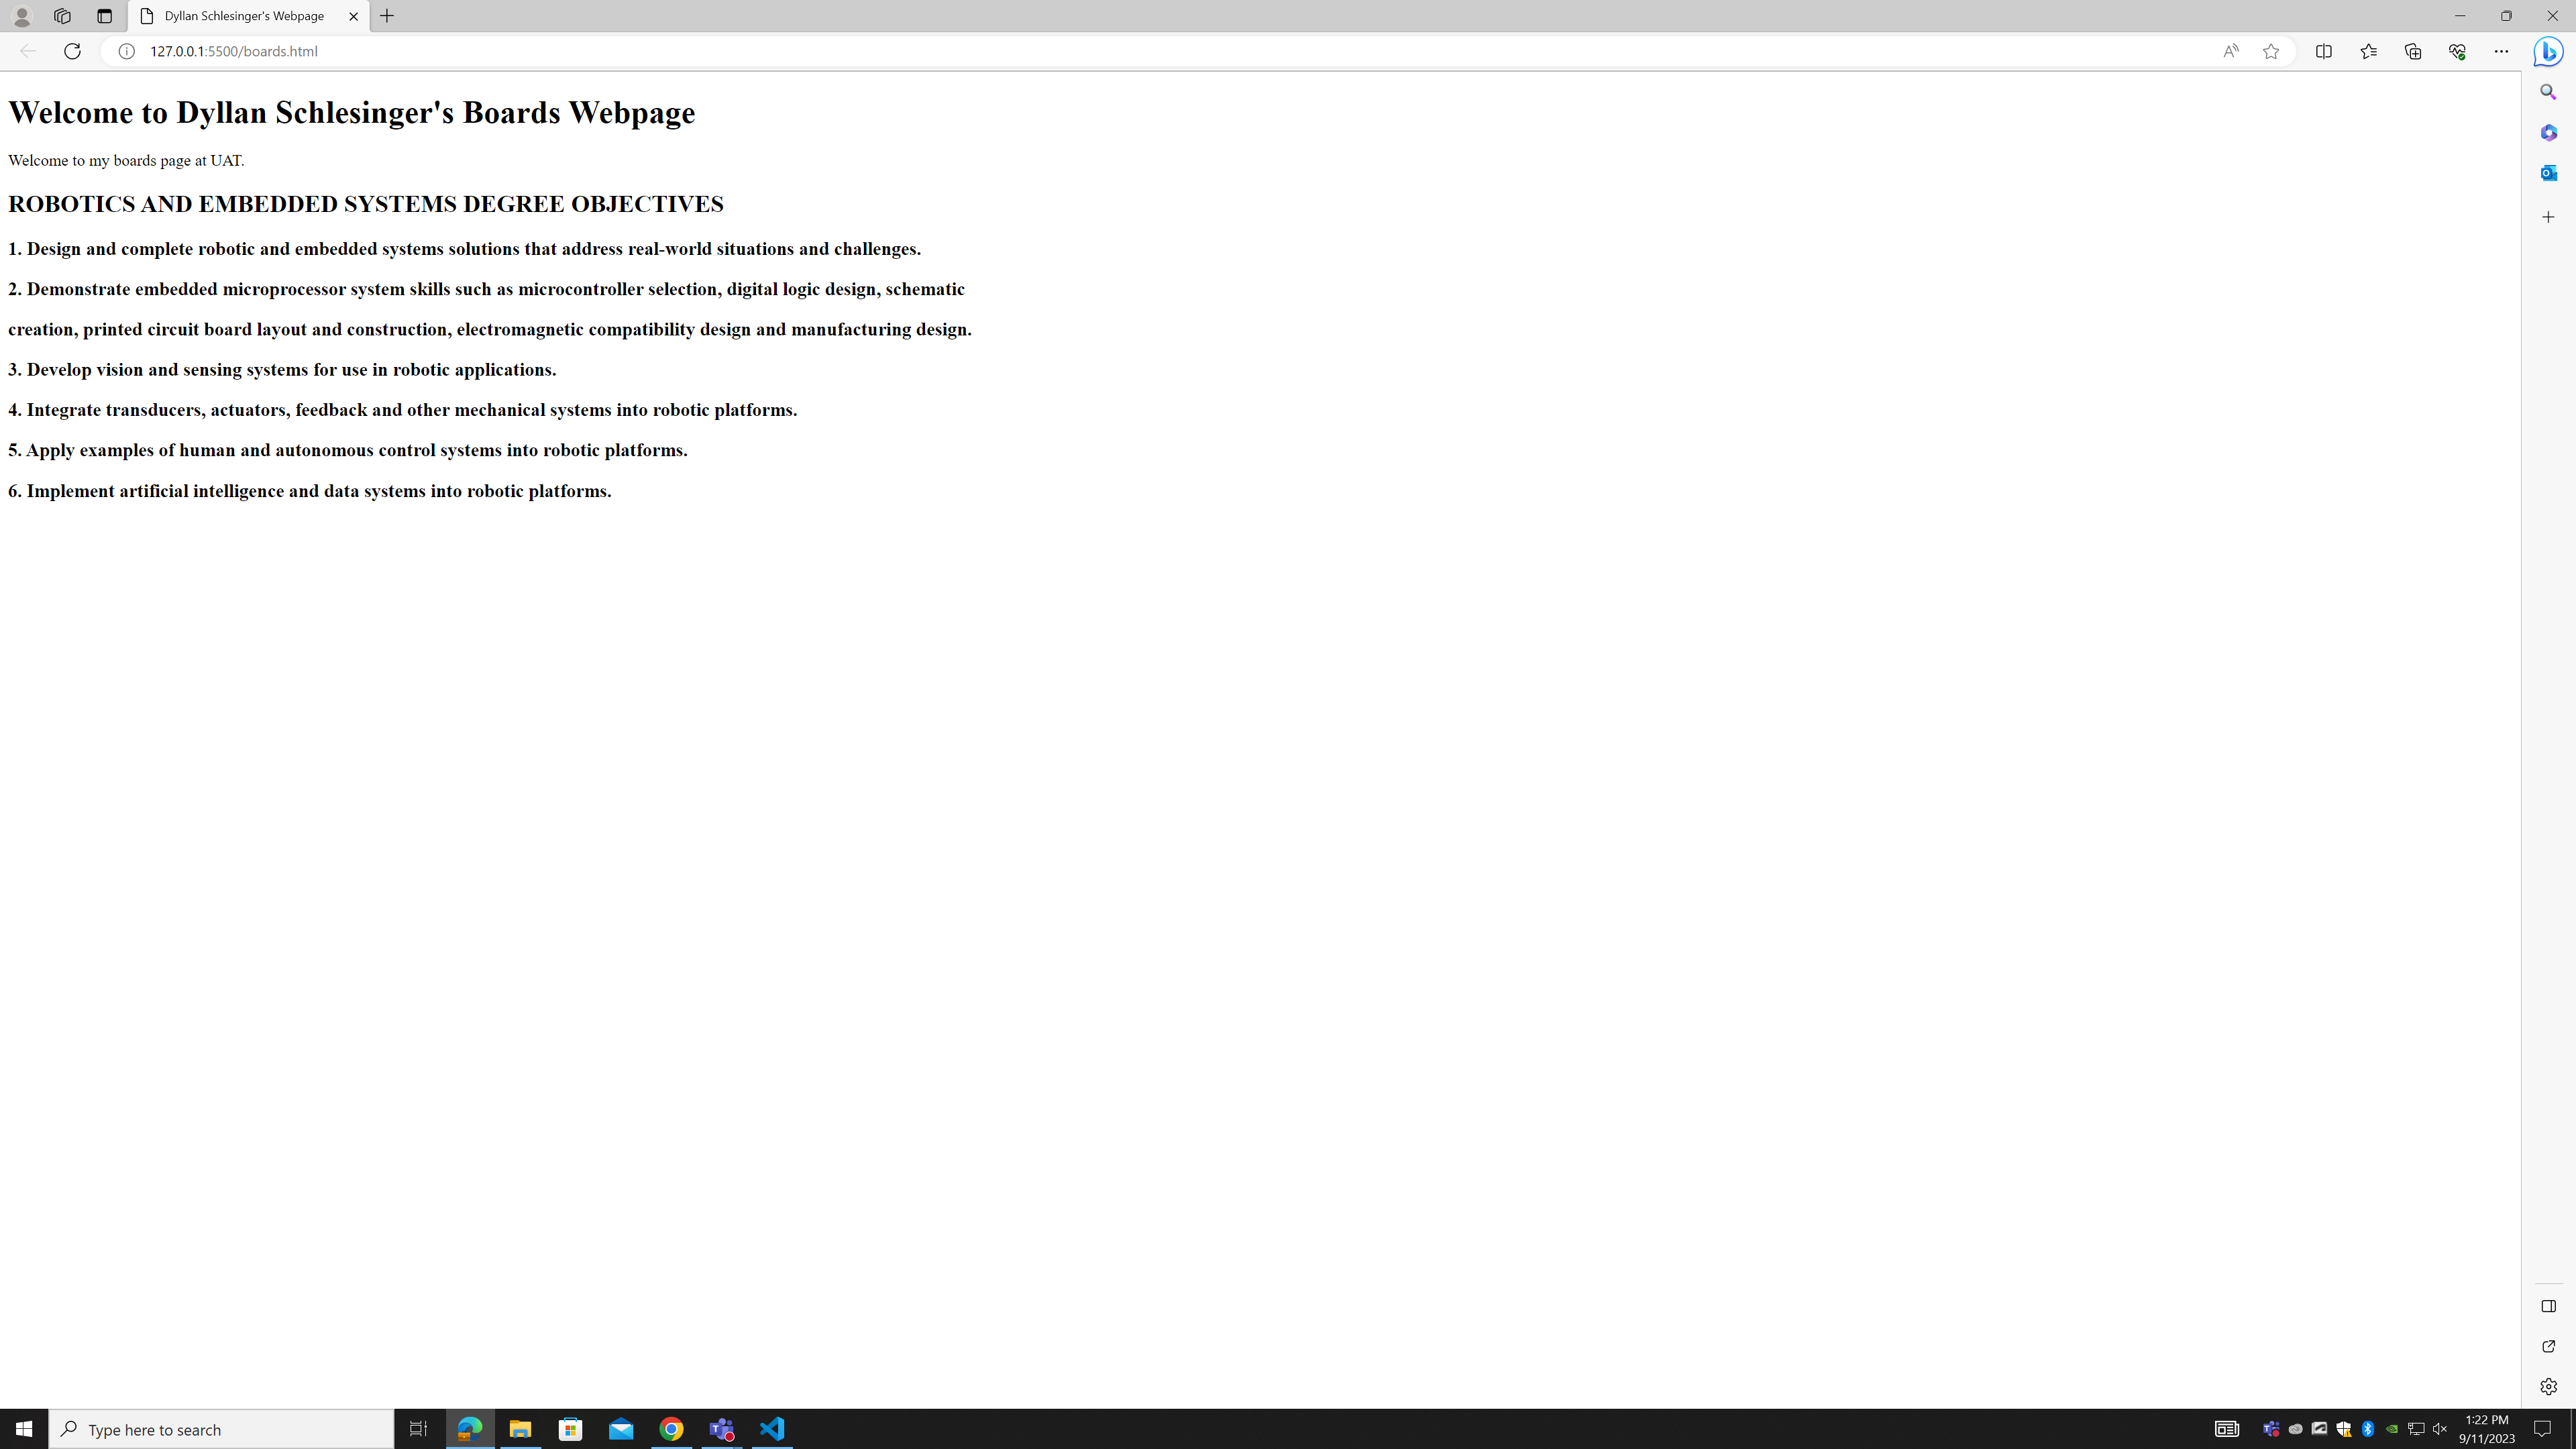 Dyllan Schlesinger's Webpage
127.0.0.1:5500/boards.html
Welcome to Dyllan Schlesinger's Boards Webpage
Welcome to my boards page at UAT.
ROBOTICS AND EMBEDDED SYSTEMS DEGREE OBJECTIVES
1. Design and complete robotic and embedded systems solutions that address real-world situations and challenges.
2. Demonstrate embedded microprocessor system skills such as microcontroller selection, digital logic design, schematic
creation, printed circuit board layout and construction, electromagnetic compatibility design and manufacturing design.
3. Develop vision and sensing systems for use in robotic applications.
4. Integrate transducers, actuators, feedback and other mechanical systems into robotic platforms.
5. Apply examples of human and autonomous control systems into robotic platforms.
6. Implement artificial intelligence and data systems into robotic platforms.
Type here to search
1:22 PM
9/11/2023